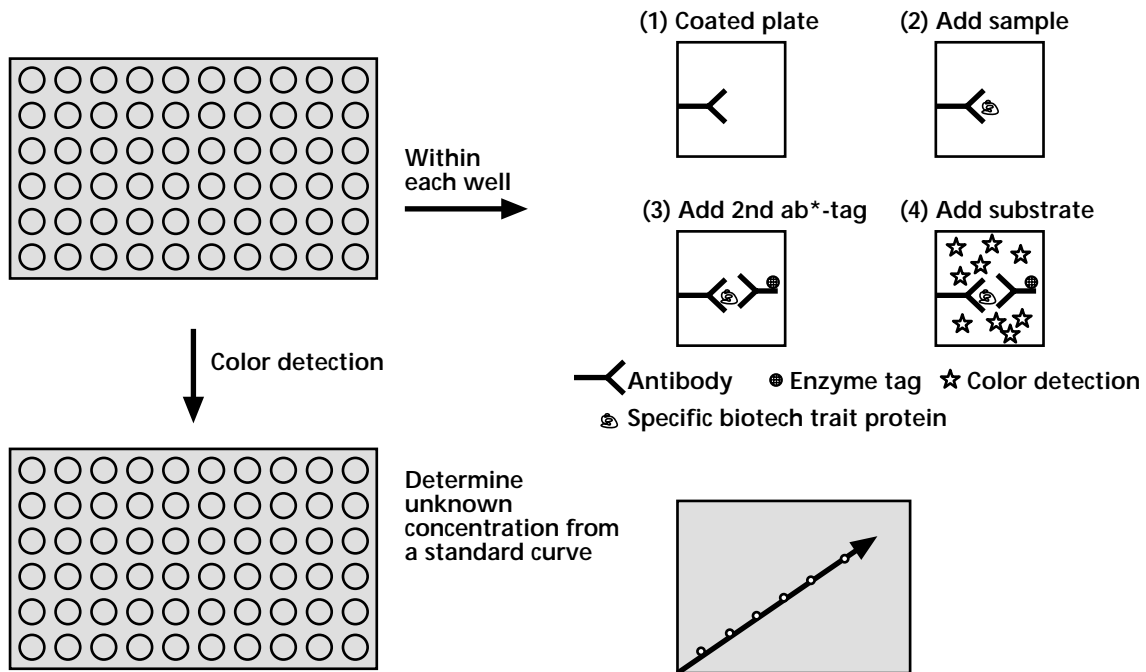 (1) Coated plate
(2) Add sample
Within
each well
(3) Add 2nd ab*-tag
(4) Add substrate
Color detection
Antibody
Enzyme tag
Color detection
Specific biotech trait protein
Determine
unknown
concentration from
a standard curve